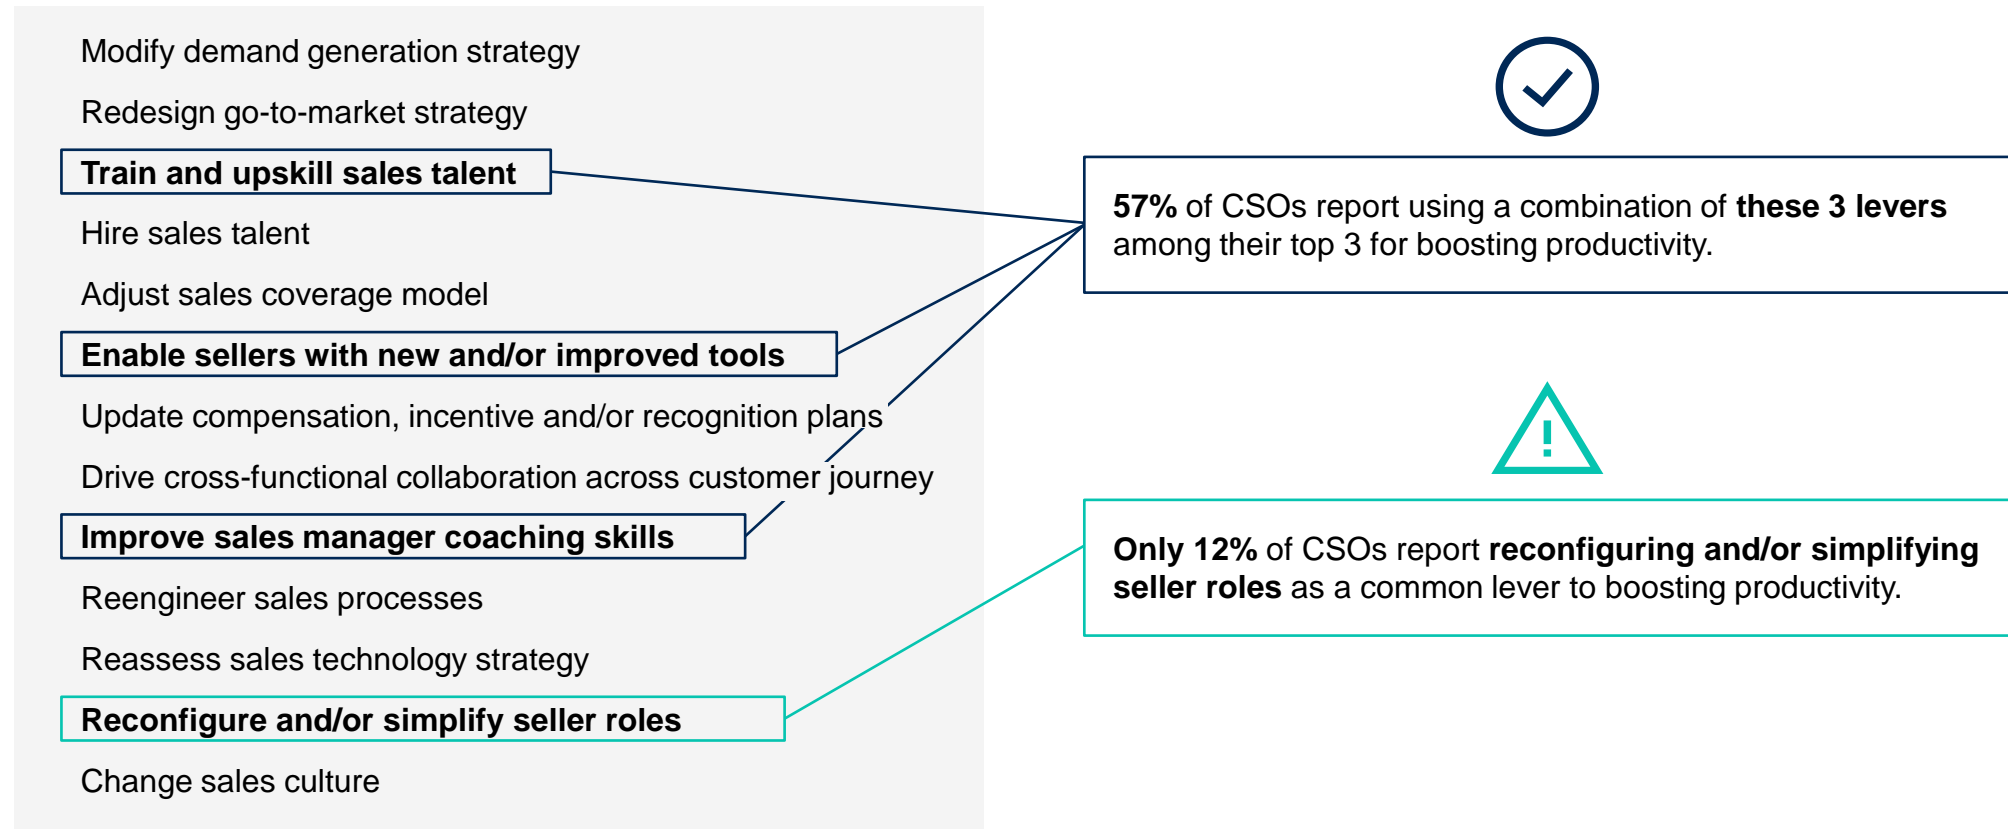 Modify demand generation strategy
Redesign go-to-market strategy
Train and upskill sales talent
Hire sales talent
Adjust sales coverage model
Enable sellers with new and/or improved tools
Update compensation, incentive and/or recognition plans
Drive cross-functional collaboration across customer journey
Improve sales manager coaching skills
Reengineer sales processes
Reassess sales technology strategy
Reconfigure and/or simplify seller roles
Change sales culture
57% of CSOs report using a combination of these 3 levers
among their top 3 for boosting productivity.
Only 12% of CSOs report reconfiguring and/or simplifying
seller roles as a common lever to boosting productivity.